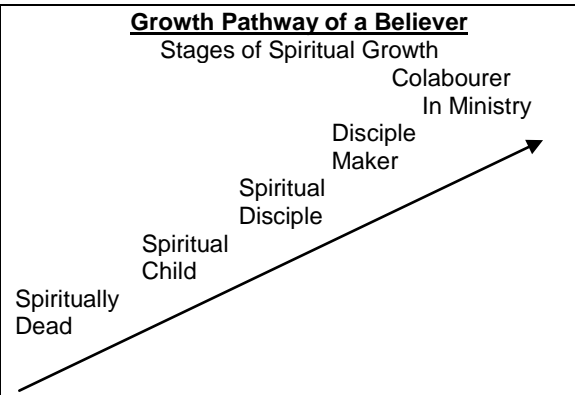 Growth Pathway of a Believer
Stages of Spiritual Growth
Colabourer
In Ministry
Disciple
Maker
Spiritual
Disciple
Spiritual
Child
Spiritually
Dead